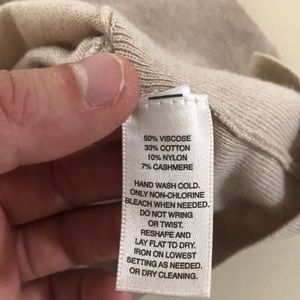 50% VISCOSE
33% COTTON
10% NYLON
7% CASHMERE
HAND WASH COLD.
ONLY NON-CHLORINE
BLEACH WHEN NEEDED.
DO NOT WRING
OR TWIST.
RESHAPE AND
LAY FLAT TO DRY.
IRON ON LOWEST
SETTING AS NEEDED.
OR DRY CLEANING.